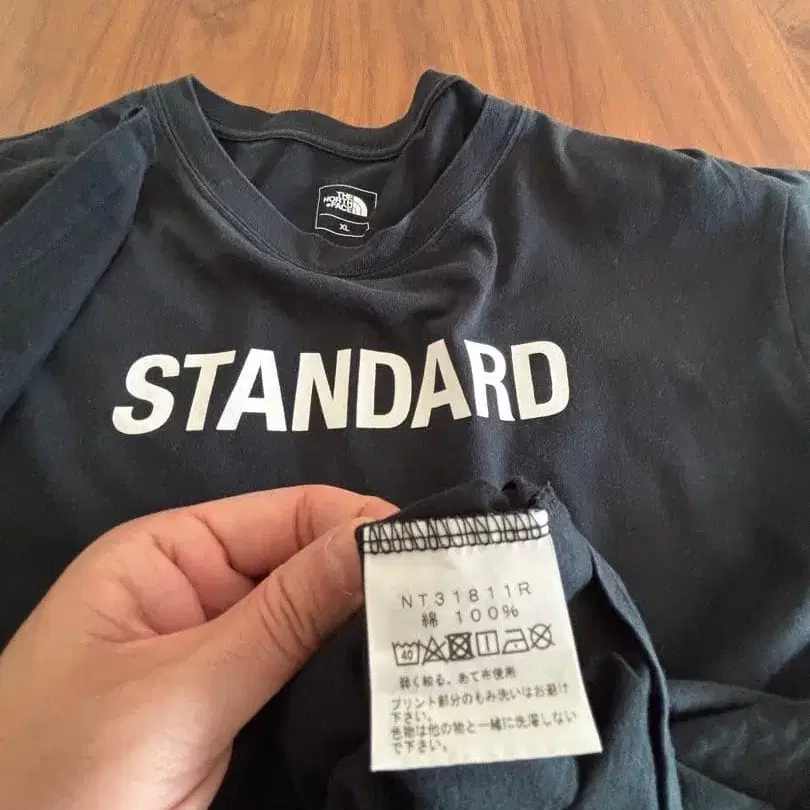 THE
NORTH
FACE
XL
STANDARD
NT31811R
綿 100%
40
弱く絞る。あて布使用
プリント部分のもみ洗いはお避け
下さい。
色物は他の物と一緒に洗濯しない
で下さい。